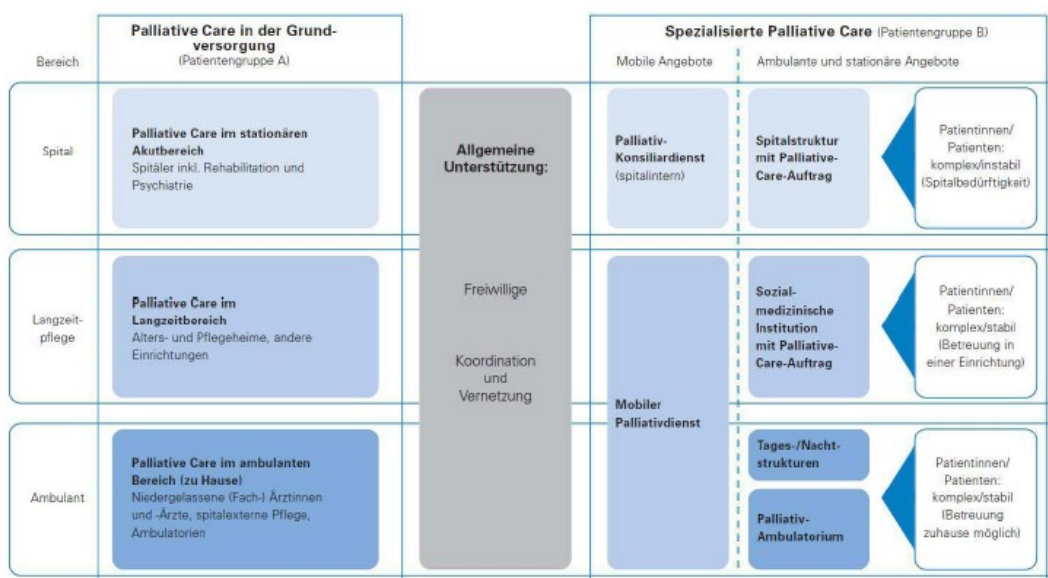 Palliative Care in der Grund-
versorgung
(Patientengruppe A)
Spezialisierte Palliative Care (Patientengruppe B)
Bereich
Mobile Angebote
Ambulante und stationäre Angebote
Spital
Palliative Care im stationären
Akutbereich
Spitäler inkl. Rehabilitation und
Psychiatrie
Allgemeine
Unterstützung:
Freiwillige
Koordination
und
Vernetzung
Palliativ-
Konsiliardienst
(spitalintern)
Spitalstruktur
mit Palliative-
Care-Auftrag
Patientinnen/
Patienten:
komplex/instabil
(Spitalbedürftigkeit)
Langzeit-
pflege
Palliative Care im
Langzeitbereich
Alters- und Pflegeheime, andere
Einrichtungen
Mobiler
Palliativdienst
Sozial-
medizinische
Institution
mit Palliative-
Care-Auftrag
Patientinnen/
Patienten:
komplex/stabil
(Betreuung in
einer Einrichtung)
Ambulant
Palliative Care im ambulanten
Bereich (zu Hause)
Niedergelassene (Fach-) Ärztinnen
und -Ärzte, spitalexterne Pflege,
Ambulatorien
Tages-/Nacht-
strukturen
Palliativ-
Ambulatorium
Patientinnen/
Patienten:
komplex/stabil
(Betreuung
zuhause möglich)